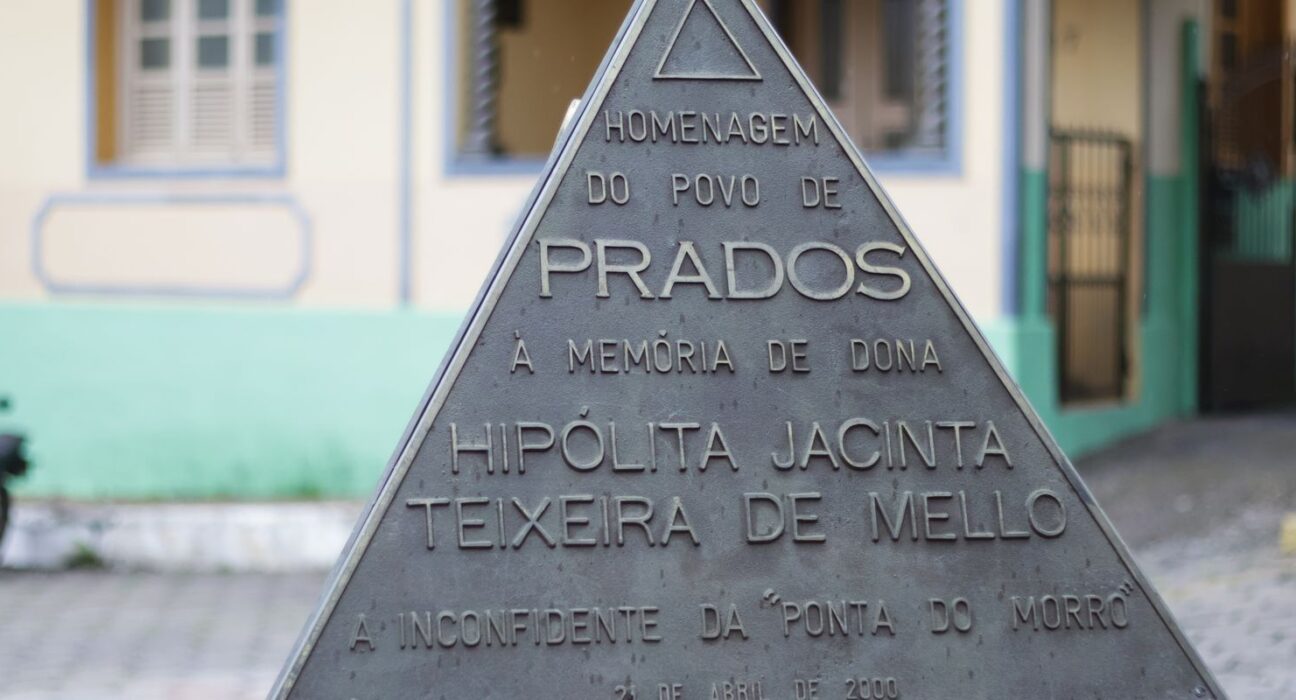 HOMENAGEM
DO POVO DE
PRADOS
À MEMÓRIA DE DONA
HIPÓLITA JACINTA
TEIXEIRA DE MELLO
A INCONFIDENTE DA "PONTA DO MORRO"
21 DE ABRIL DE 2000